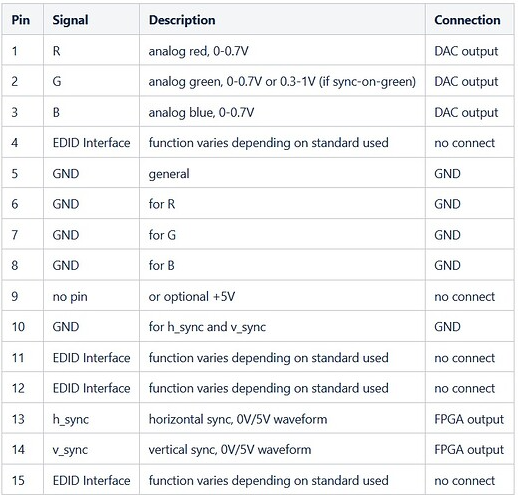 Pin Signal Description Connection
1 R analog red, 0-0.7V DAC output
2 G analog green, 0-0.7V or 0.3-1V (if sync-on-green) DAC output
3 B analog blue, 0-0.7V DAC output
4 EDID Interface function varies depending on standard used no connect
5 GND general GND
6 GND for R GND
7 GND for G GND
8 GND for B GND
9 no pin or optional +5V no connect
10 GND for h_sync and v_sync GND
11 EDID Interface function varies depending on standard used no connect
12 EDID Interface function varies depending on standard used no connect
13 h_sync horizontal sync, 0V/5V waveform FPGA output
14 v_sync vertical sync, 0V/5V waveform FPGA output
15 EDID Interface function varies depending on standard used no connect